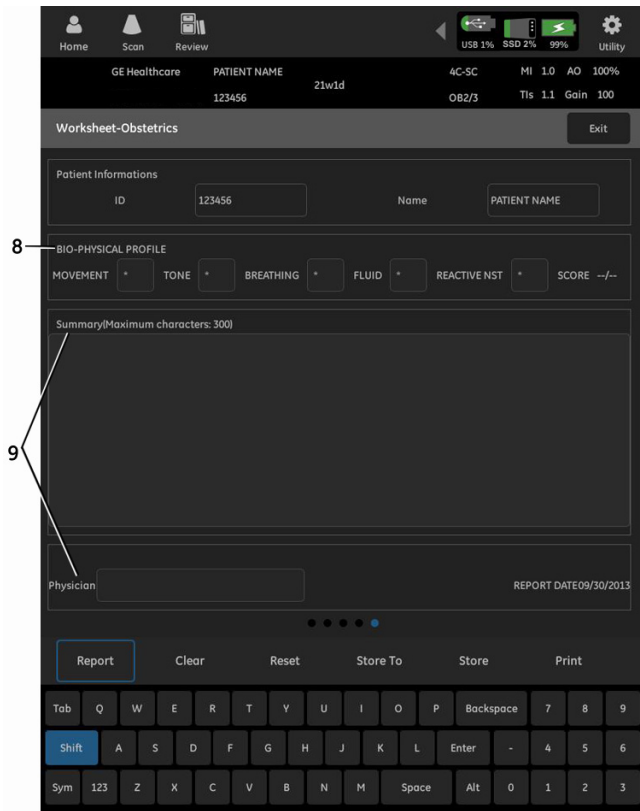 Home Scan Review USB 1% SSD 2% 99% Utility
GE Healthcare PATIENT NAME 21w1d 4C-SC MI 1.0 AO 100%
123456 OB2/3 TIs 1.1 Gain 100
Worksheet-Obstetrics Exit
Patient Informations
ID 123456 Name PATIENT NAME
8
BIO-PHYSICAL PROFILE
MOVEMENT * TONE * BREATHING * FLUID * REACTIVE NST * SCORE --/--
Summary(Maximum characters: 300)
9
Physician REPORT DATE09/30/2013
Report Clear Reset Store To Store Print
Tab Q W E R T Y U I O P Backspace 7 8 9
Shift A S D F G H J K L Enter - 4 5 6
Sym 123 Z X C V B N M Space Alt 0 1 2 3